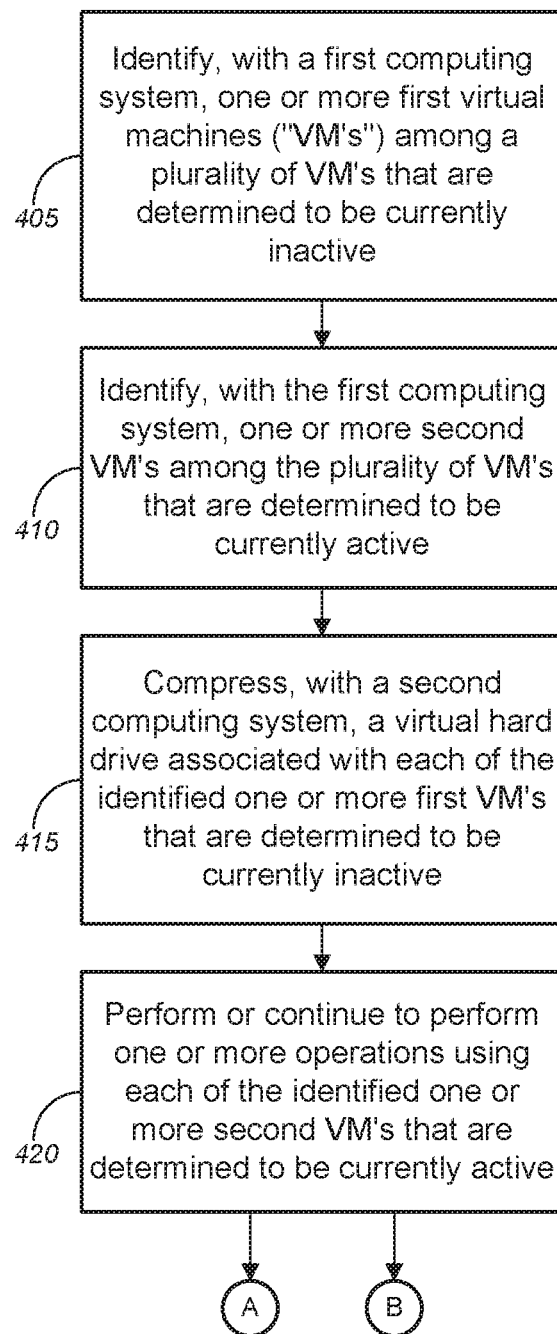 Identify, with a first computing
system, one or more first virtual
machines ("VM's") among a
plurality of VM's that are
determined to be currently
inactive
405
Identify, with the first computing
system, one or more second
VM's among the plurality of VM's
that are determined to be
currently active
410
Compress, with a second
computing system, a virtual hard
drive associated with each of the
identified one or more first VM's
that are determined to be
currently inactive
415
Perform or continue to perform
one or more operations using
each of the identified one or
more second VM's that are
determined to be currently active
420
A
B